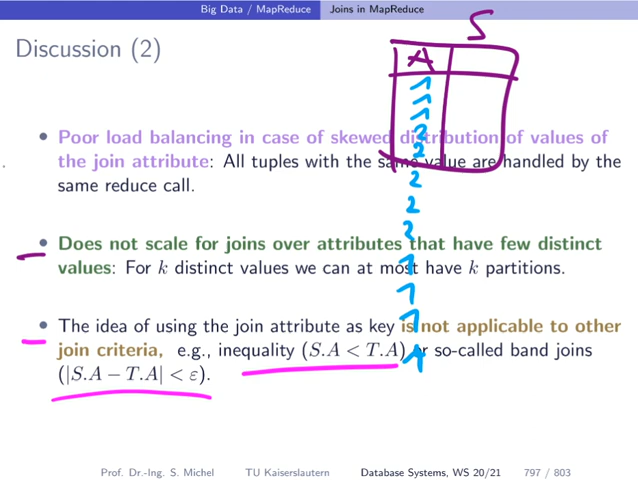 Big Data / MapReduce Joins in MapReduce
Discussion (2)
S
A
1
1
1
2
2
2
2
2
1
1
1
1
• Poor load balancing in case of skewed distribution of values of
the join attribute: All tuples with the same value are handled by the
same reduce call.
• Does not scale for joins over attributes that have few distinct
values: For k distinct values we can at most have k partitions.
• The idea of using the join attribute as key is not applicable to other
join criteria, e.g., inequality (S.A < T.A) or so-called band joins
(|S.A − T.A| < ε).
Prof. Dr.-Ing. S. Michel TU Kaiserslautern Database Systems, WS 20/21 797 / 803